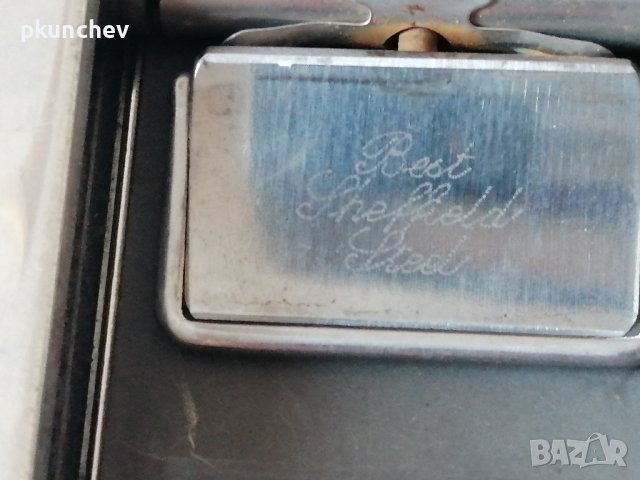 pkunchev
Best
Sheffield
Steel
BAZAR